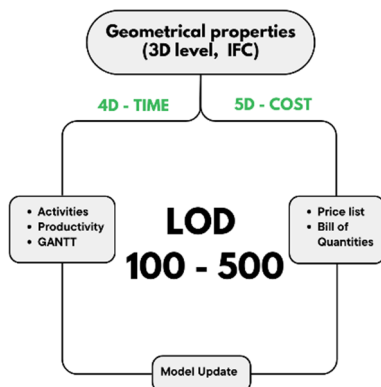 Geometrical properties
(3D level, IFC)
4D - TIME
5D - COST
• Activities
• Productivity
• GANTT
LOD
100 - 500
• Price list
• Bill of
Quantities
Model Update